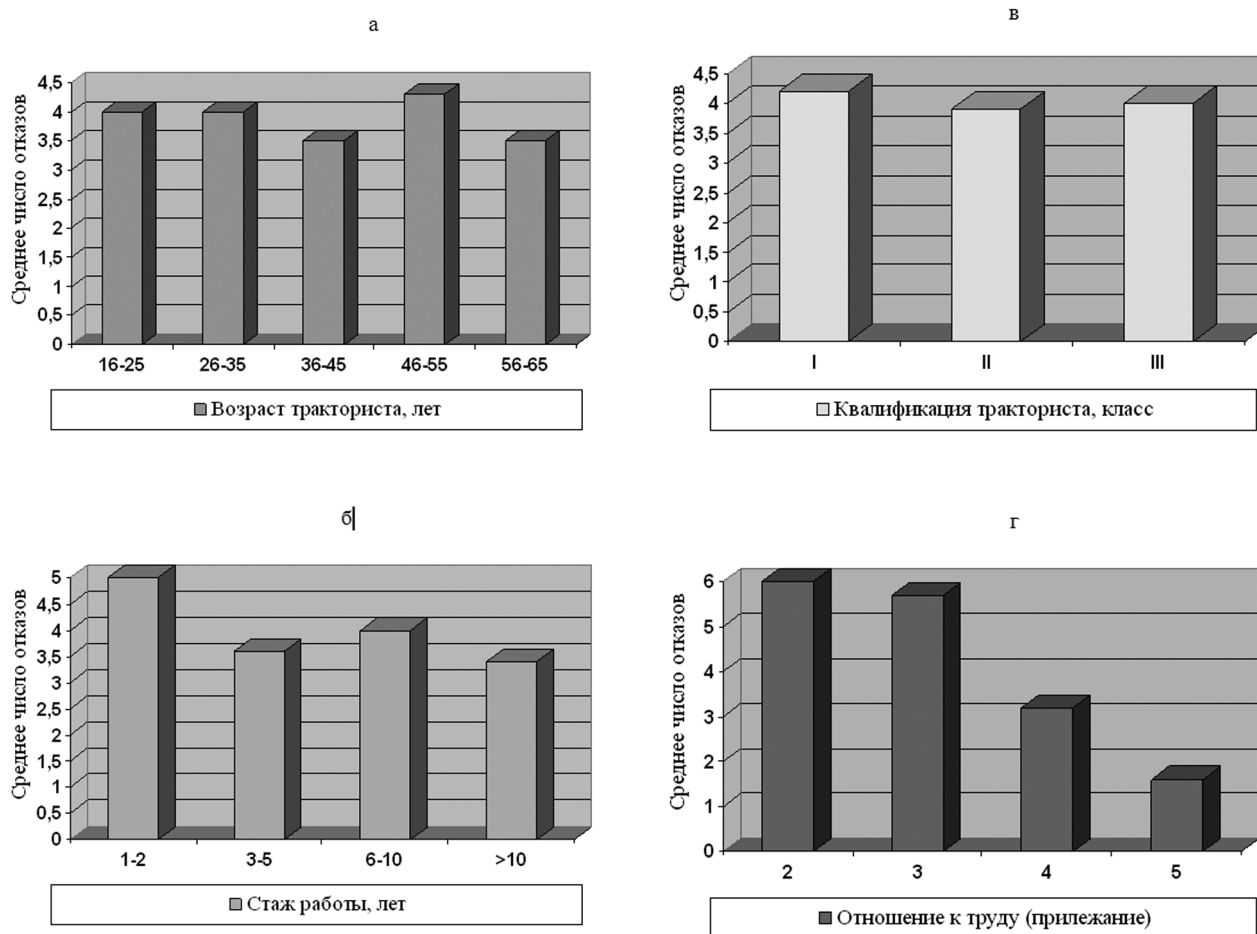 а
Среднее число отказов
4,5
4
3,5
3
2,5
2
1,5
1
0,5
0
16-25 26-35 36-45 46-55 56-65
Возраст тракториста, лет
в
Среднее число отказов
4,5
4
3,5
3
2,5
2
1,5
1
0,5
0
I II III
Квалификация тракториста, класс
б
Среднее число отказов
5
4,5
4
3,5
3
2,5
2
1,5
1
0,5
0
1-2 3-5 6-10 >10
Стаж работы, лет
г
Среднее число отказов
6
5
4
3
2
1
0
2 3 4 5
Отношение к труду (прилежание)